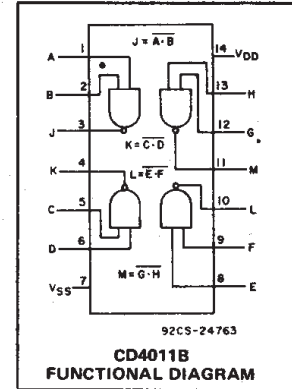 J = A·B
A 1
14 VDD
B 2
13 H
12 G
J 3
K = C·D
11 M
K 4
L = E·F
10 L
C 5
D 6
9 F
VSS 7
M = G·H
8 E
92CS-24763
CD4011B
FUNCTIONAL DIAGRAM